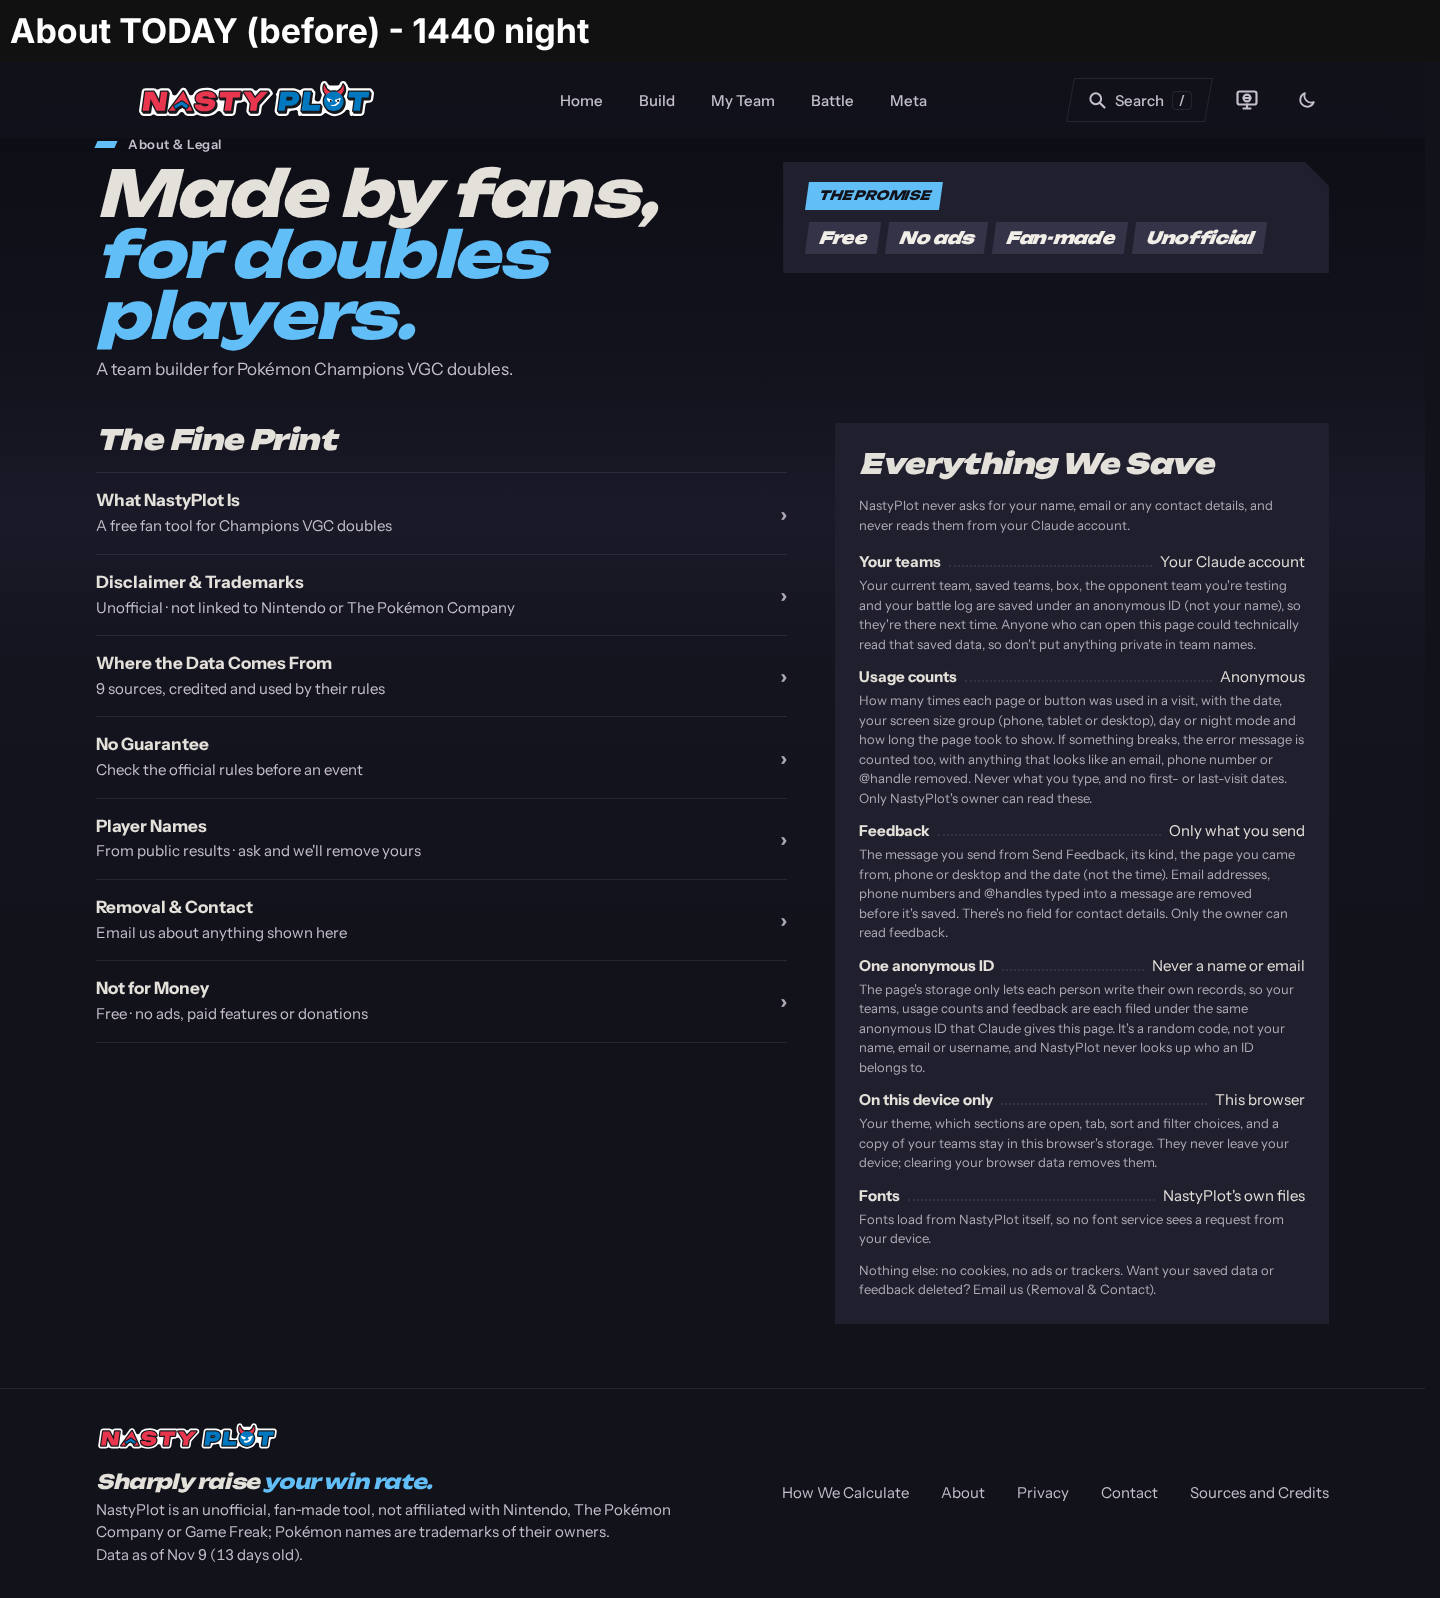 About TODAY (before) - 1440 night
NASTY PLOT
Home
Build
My Team
Battle
Meta
Search /
About & Legal
Made by fans,
for doubles
players.
A team builder for Pokémon Champions VGC doubles.
THE PROMISE
Free
No ads
Fan-made
Unofficial
The Fine Print
What NastyPlot Is
A free fan tool for Champions VGC doubles
›
Disclaimer & Trademarks
Unofficial · not linked to Nintendo or The Pokémon Company
›
Where the Data Comes From
9 sources, credited and used by their rules
›
No Guarantee
Check the official rules before an event
›
Player Names
From public results · ask and we'll remove yours
›
Removal & Contact
Email us about anything shown here
›
Not for Money
Free · no ads, paid features or donations
›
Everything We Save
NastyPlot never asks for your name, email or any contact details, and
never reads them from your Claude account.
Your teams Your Claude account
Your current team, saved teams, box, the opponent team you're testing
and your battle log are saved under an anonymous ID (not your name), so
they're there next time. Anyone who can open this page could technically
read that saved data, so don't put anything private in team names.
Usage counts Anonymous
How many times each page or button was used in a visit, with the date,
your screen size group (phone, tablet or desktop), day or night mode and
how long the page took to show. If something breaks, the error message is
counted too, with anything that looks like an email, phone number or
@handle removed. Never what you type, and no first- or last-visit dates.
Only NastyPlot's owner can read these.
Feedback Only what you send
The message you send from Send Feedback, its kind, the page you came
from, phone or desktop and the date (not the time). Email addresses,
phone numbers and @handles typed into a message are removed
before it's saved. There's no field for contact details. Only the owner can
read feedback.
One anonymous ID Never a name or email
The page's storage only lets each person write their own records, so your
teams, usage counts and feedback are each filed under the same
anonymous ID that Claude gives this page. It's a random code, not your
name, email or username, and NastyPlot never looks up who an ID
belongs to.
On this device only This browser
Your theme, which sections are open, tab, sort and filter choices, and a
copy of your teams stay in this browser's storage. They never leave your
device; clearing your browser data removes them.
Fonts NastyPlot's own files
Fonts load from NastyPlot itself, so no font service sees a request from
your device.
Nothing else: no cookies, no ads or trackers. Want your saved data or
feedback deleted? Email us (Removal & Contact).
NASTY PLOT
Sharply raise your win rate.
NastyPlot is an unofficial, fan-made tool, not affiliated with Nintendo, The Pokémon
Company or Game Freak; Pokémon names are trademarks of their owners.
Data as of Nov 9 (13 days old).
How We Calculate
About
Privacy
Contact
Sources and Credits